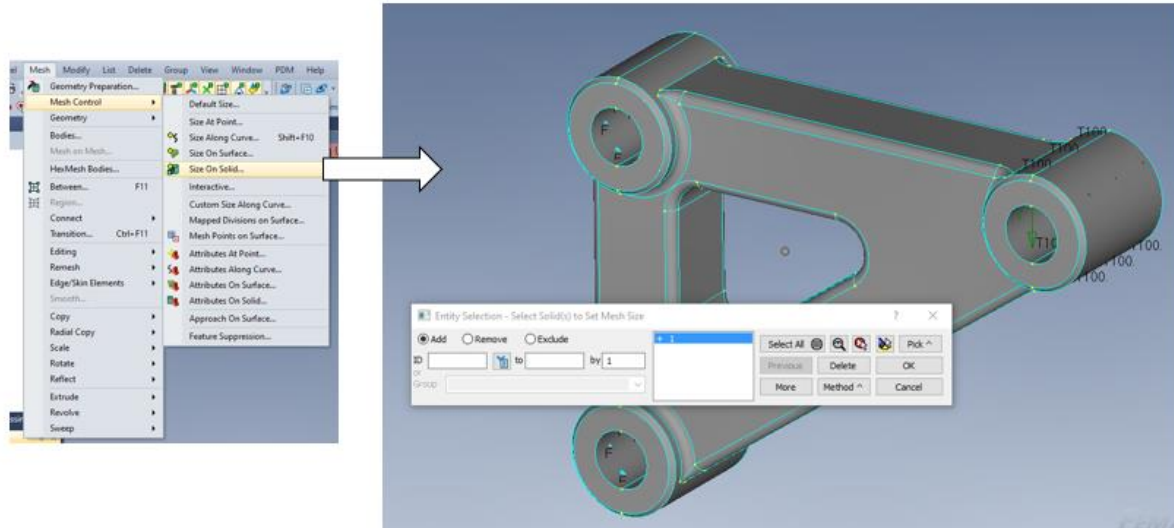 Mesh Modify List Delete Group View Window PDM Help
Geometry Preparation...
Mesh Control
Geometry
Bodies...
Mesh on Mesh...
HexMesh Bodies...
Between... F11
Region...
Connect
Transition... Ctrl+F11
Editing
Remesh
Edge/Skin Elements
Smooth...
Copy
Radial Copy
Scale
Rotate
Reflect
Extrude
Revolve
Sweep
Default Size...
Size At Point...
Size Along Curve... Shift+F10
Size On Surface...
Size On Solid...
Interactive...
Custom Size Along Curve...
Mapped Divisions on Surface...
Mesh Points on Surface...
Attributes At Point...
Attributes Along Curve...
Attributes On Surface...
Attributes On Solid...
Approach On Surface...
Feature Suppression...
F
F
T100.
T100.
T100.
T100.
T100.
Entity Selection - Select Solid(s) to Set Mesh Size ?
Add Remove Exclude
+ 1
Select All Pick ^
ID to by 1
Previous Delete OK
or
Group
More Method ^ Cancel
F
F